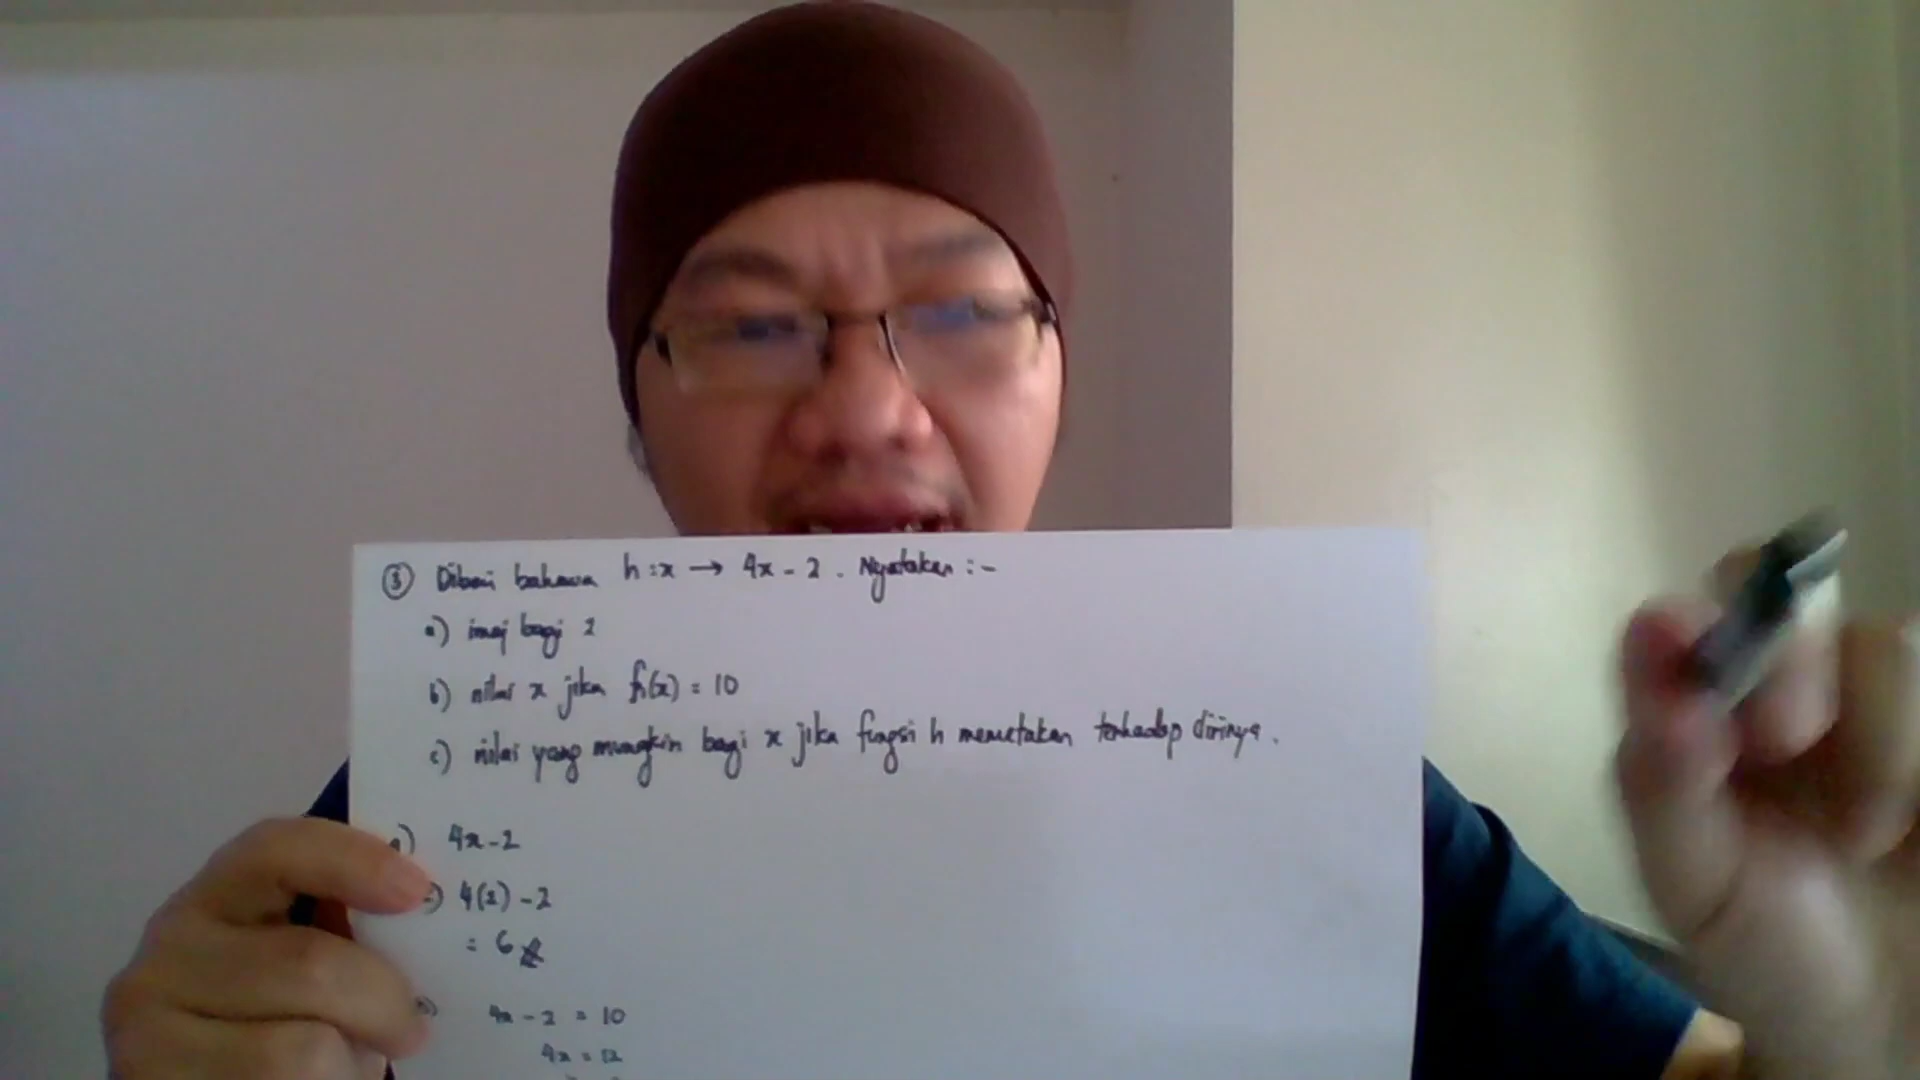 ③ Diberi bahawa h : x → 4x - 2 . Nyatakan :-
a) imej bagi 2
b) nilai x jika h(x) = 10
c) nilai yang mungkin bagi x jika fungsi h memetakan terhadap dirinya .
a) 4x - 2
4(2) - 2
= 6
b) 4x - 2 = 10
4x = 12